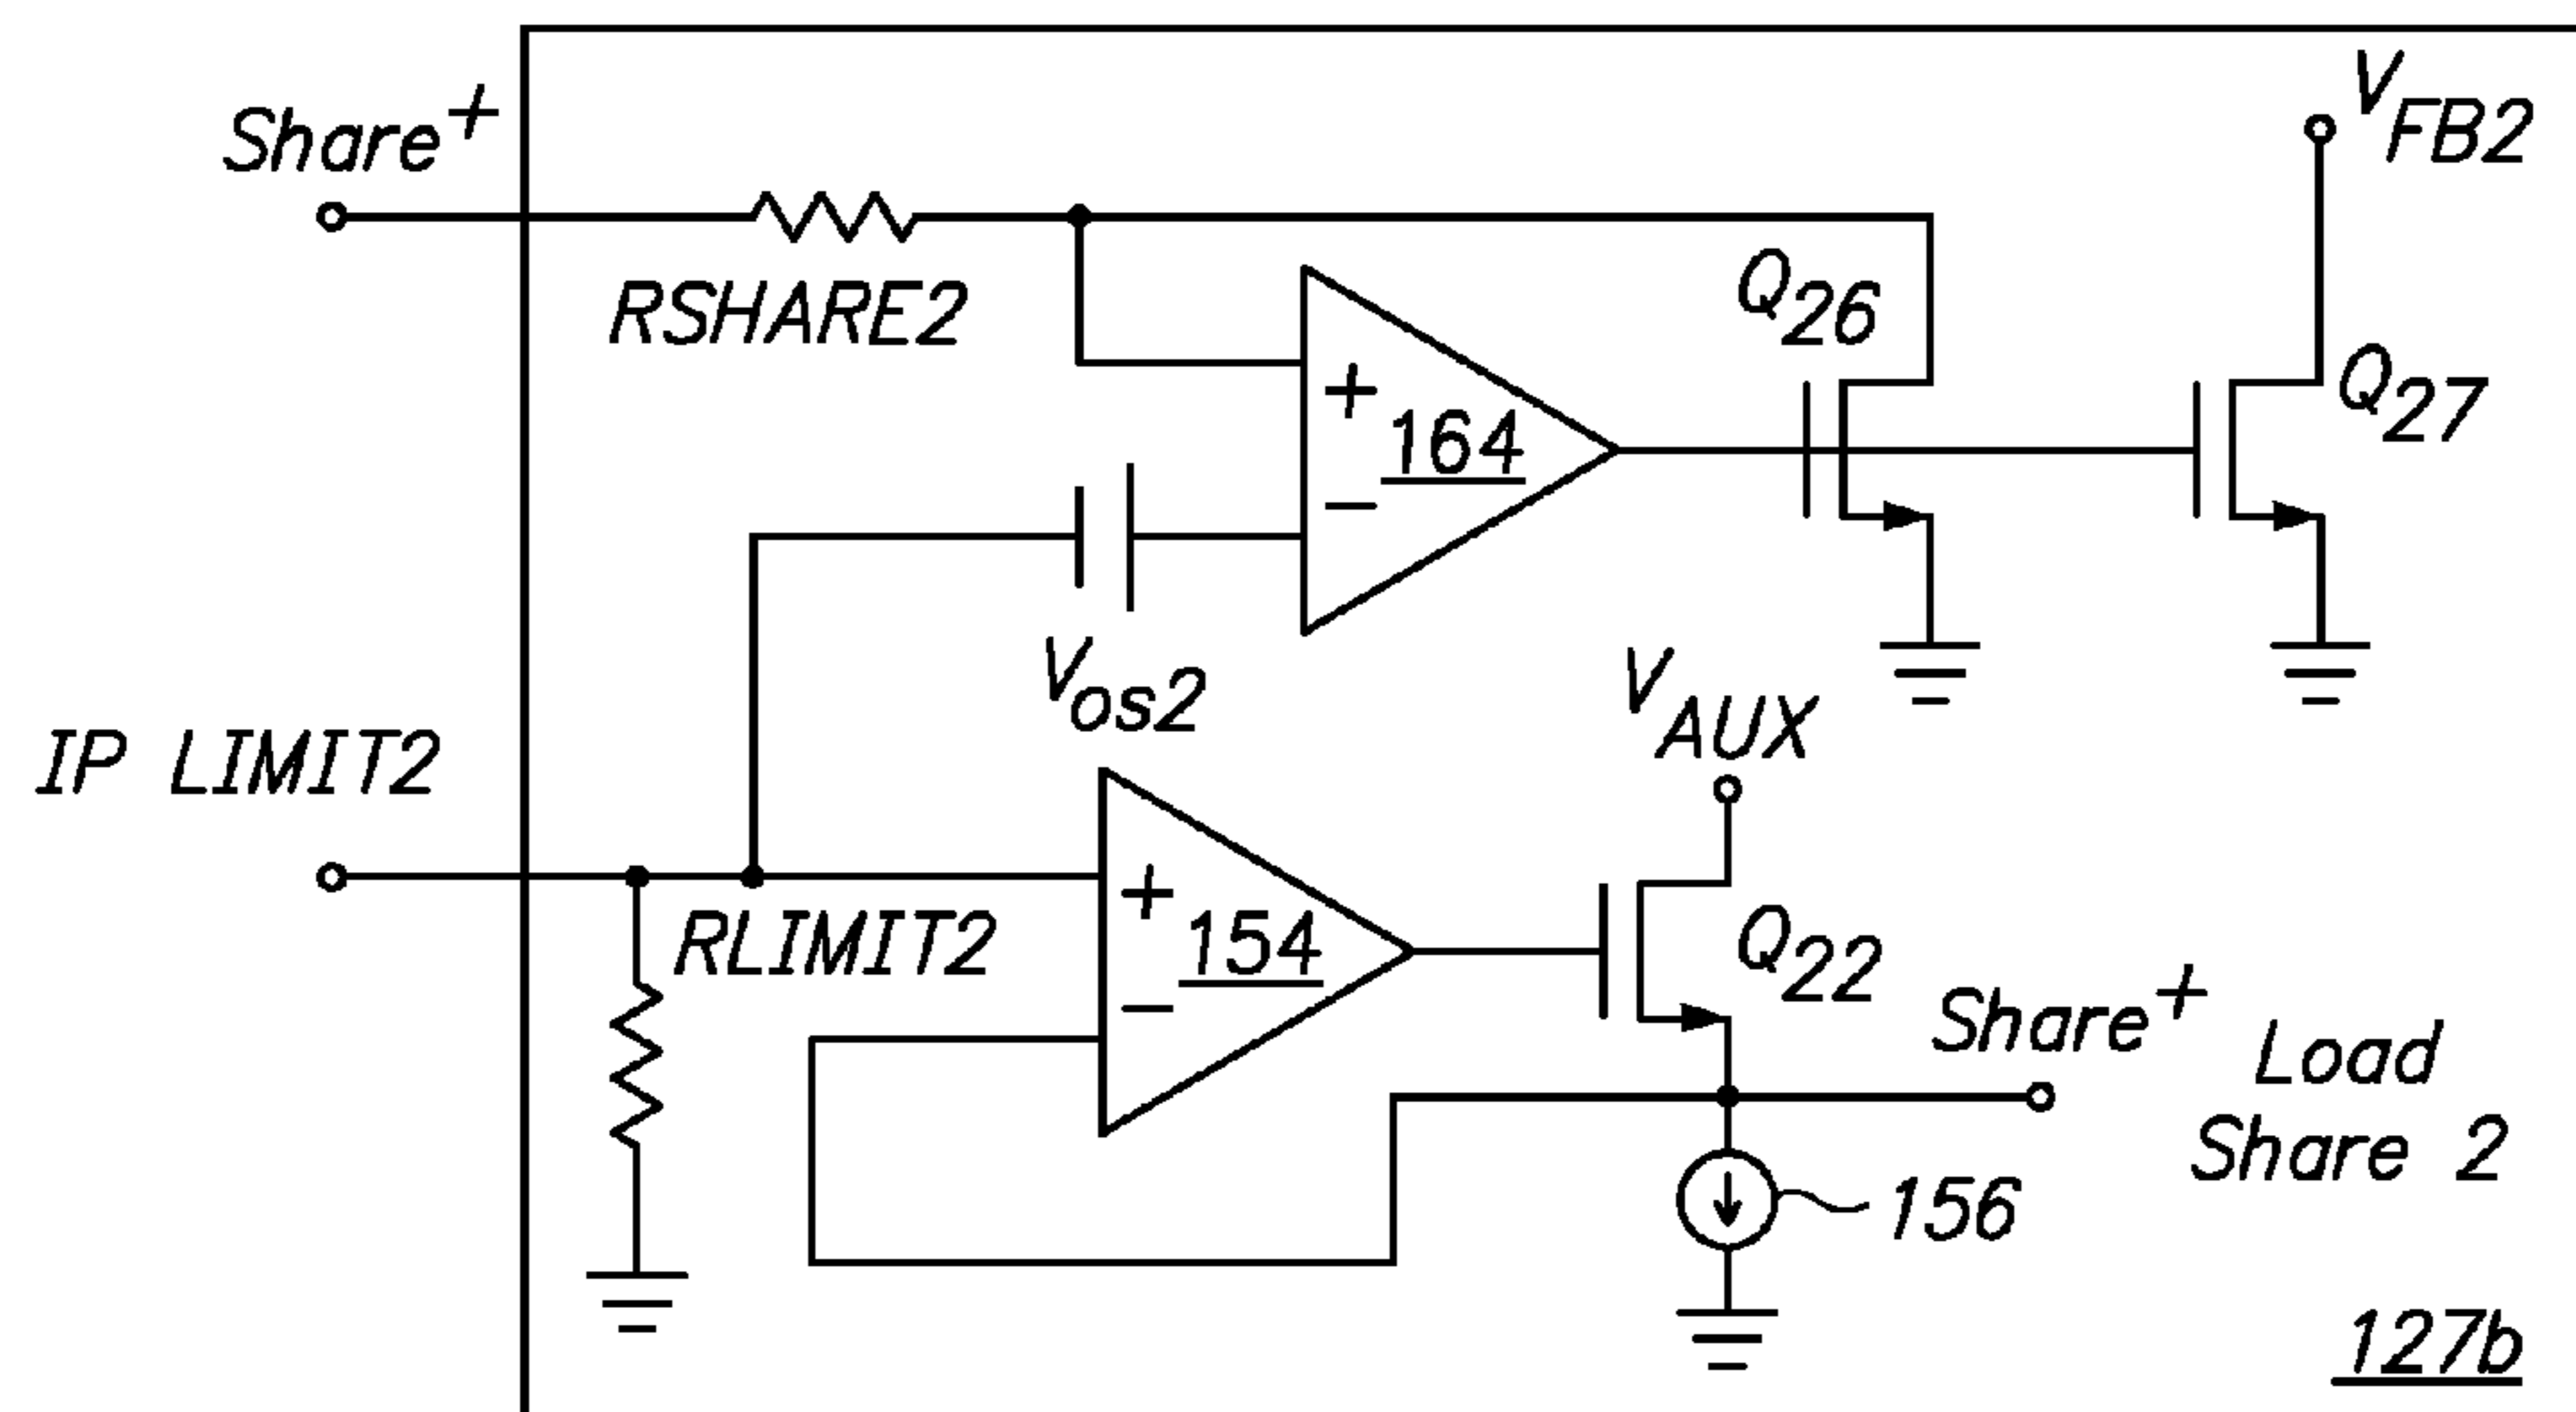 Share+
VFB2
RSHARE2
Q26
Q27
+
164
−
Vos2
VAUX
IP LIMIT2
+
154
−
RLIMIT2
Q22
Share+
Load
Share 2
156
127b